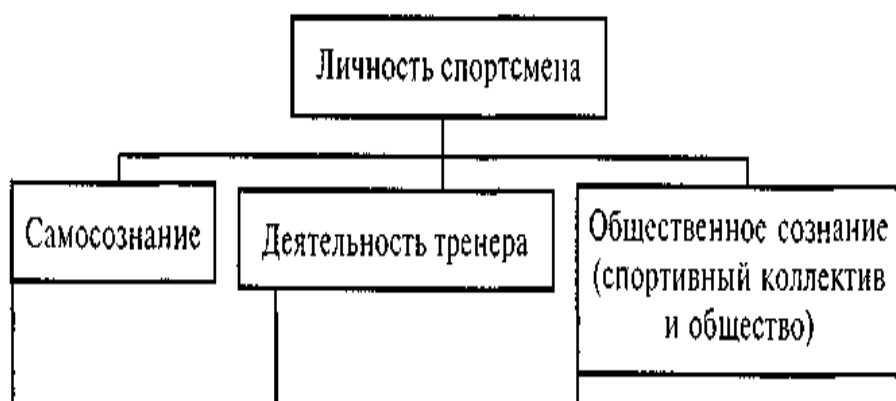 Личность спортсмена
Самосознание
Деятельность тренера
Общественное сознание
(спортивный коллектив
и общество)